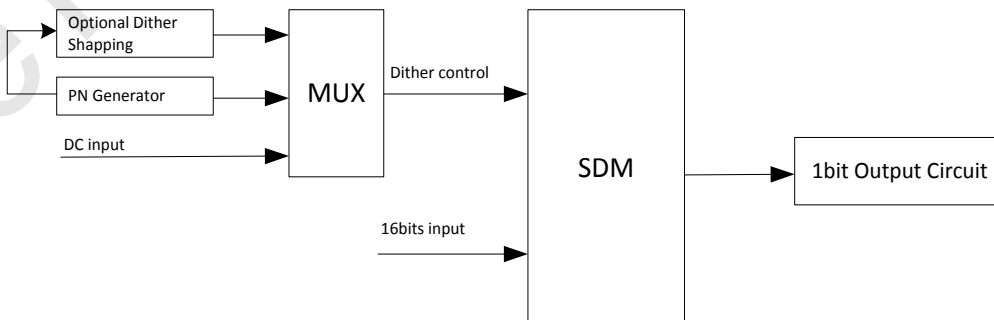 Optional Dither
Shapping
PN Generator
DC input
MUX
Dither control
16bits input
SDM
1bit Output Circuit